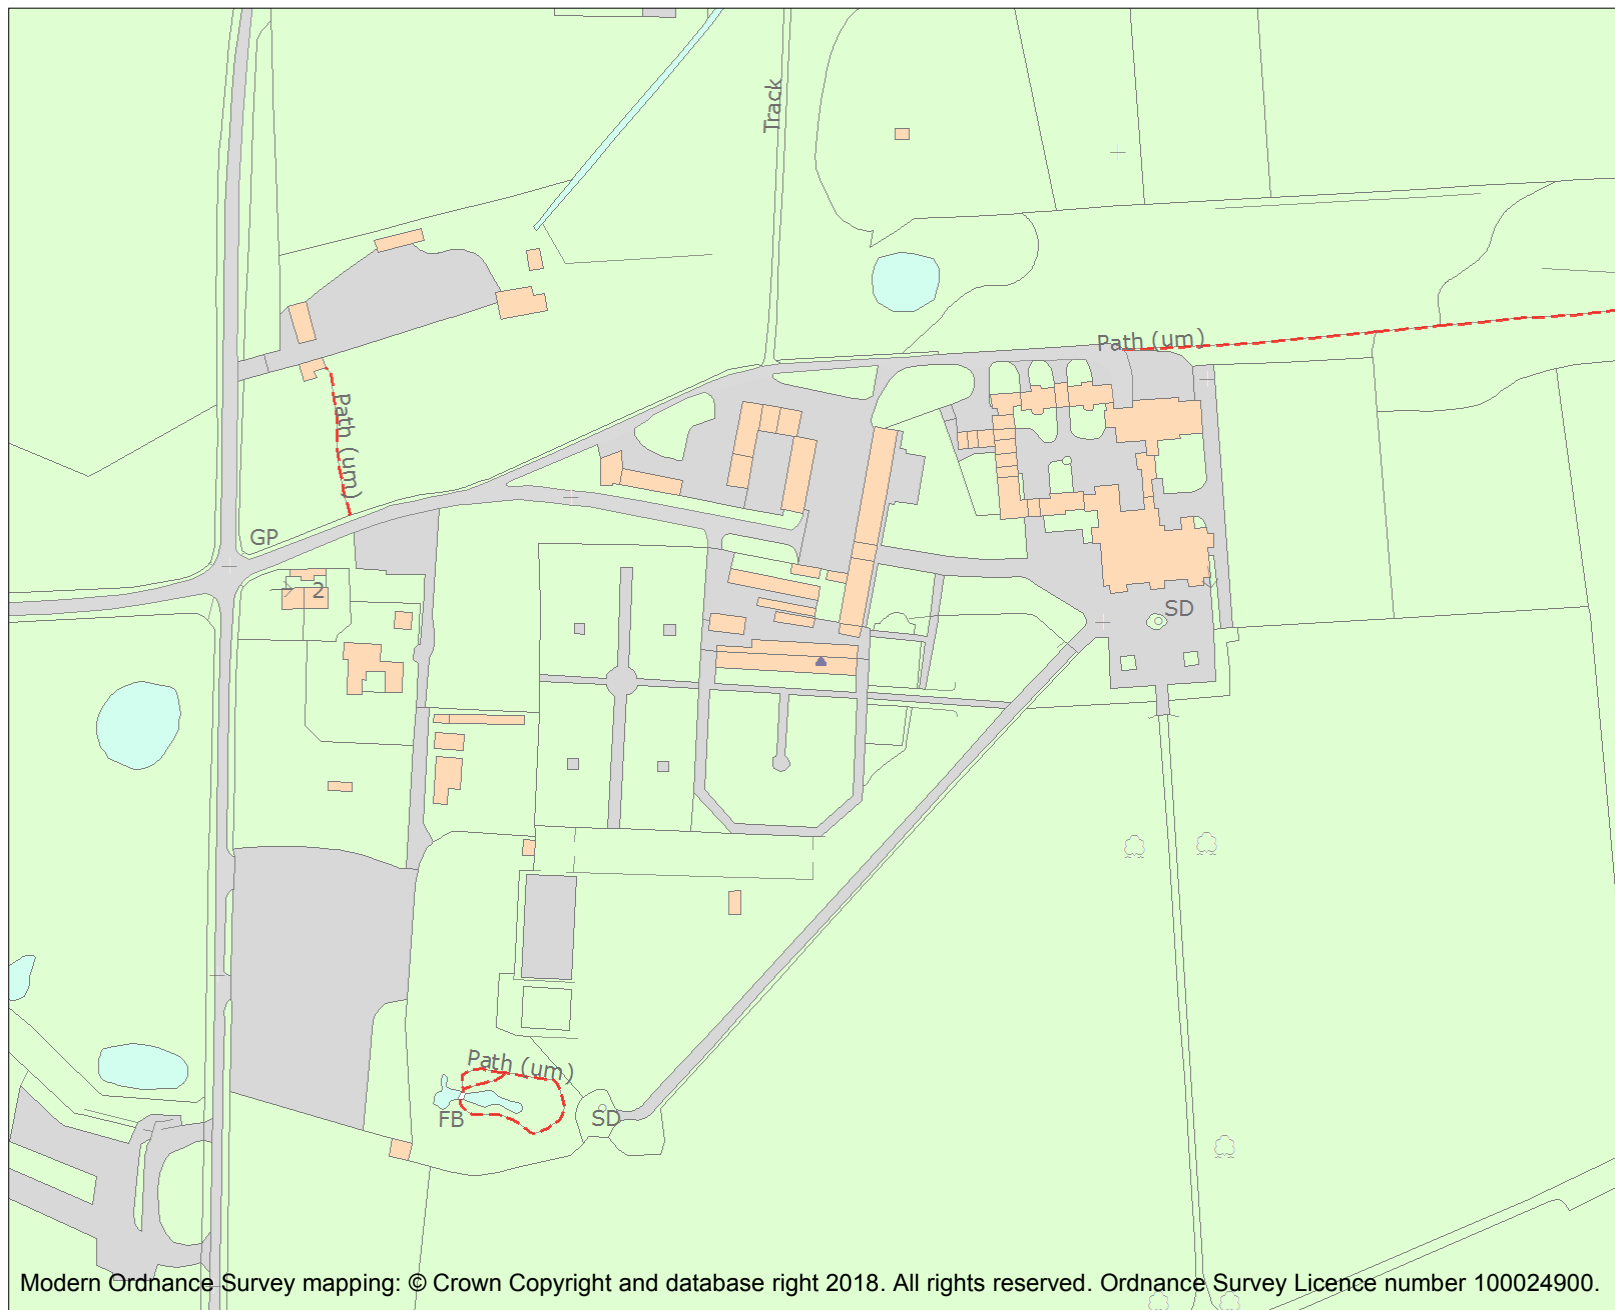 Track
Path (um)
Path (um)
GP
2
SD
Path (um)
FB
SD
Modern Ordnance Survey mapping: © Crown Copyright and database right 2018. All rights reserved. Ordnance Survey Licence number 100024900.